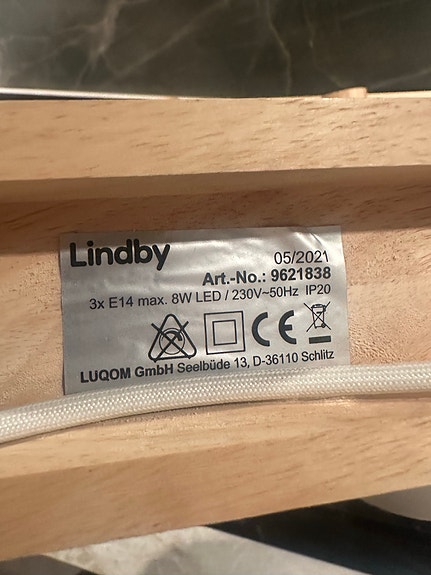 Lindby
05/2021
Art.-No.: 9621838
3x E14 max. 8W LED / 230V~50Hz IP20
CE
LUQOM GmbH Seelbüde 13, D-36110 Schlitz